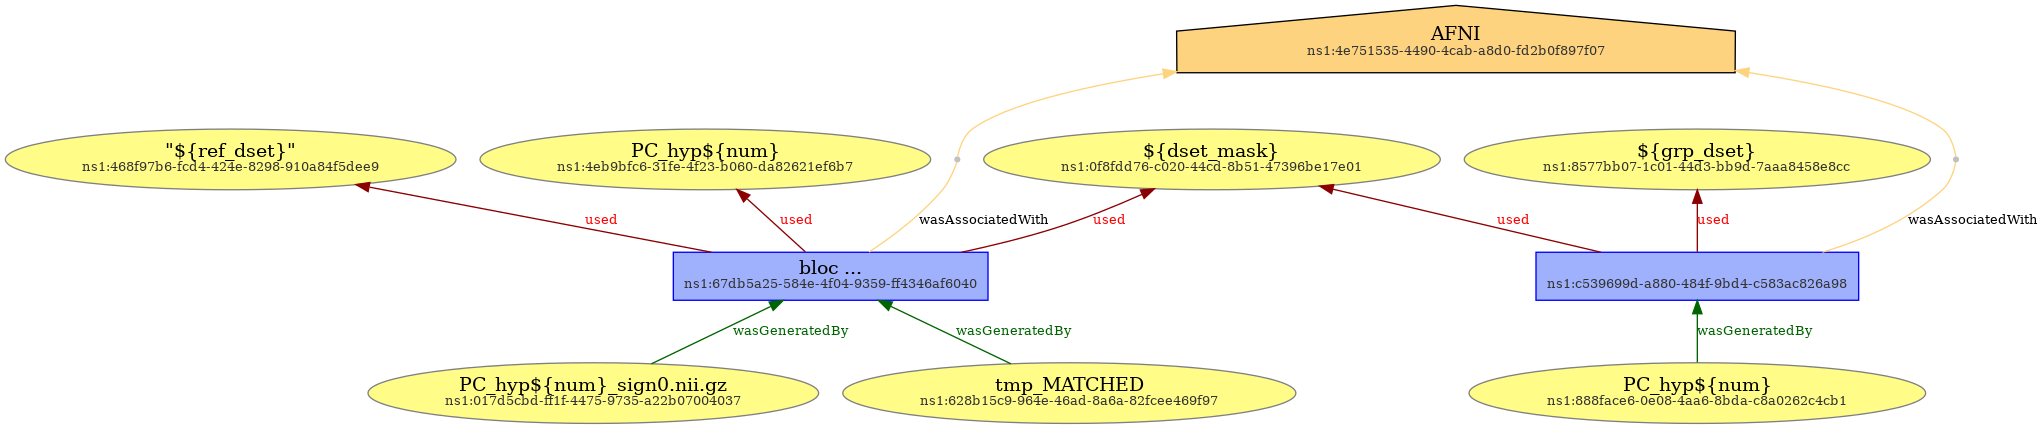 AFNI
ns1:4e751535-4490-4cab-a8d0-fd2b0f897f07
"${ref_dset}"
ns1:468f97b6-fcd4-424e-8298-910a84f5dee9
PC_hyp${num}
ns1:4eb9bfc6-31fe-4f23-b060-da82621ef6b7
${dset_mask}
ns1:0f8fdd76-c020-44cd-8b51-47396be17e01
${grp_dset}
ns1:8577bb07-1c01-44d3-bb9d-7aaa8458e8cc
used
used
wasAssociatedWith
used
used
used
wasAssociatedWith
bloc ...
ns1:67db5a25-584e-4f04-9359-ff4346af6040
ns1:c539699d-a880-484f-9bd4-c583ac826a98
wasGeneratedBy
wasGeneratedBy
wasGeneratedBy
PC_hyp${num}_sign0.nii.gz
ns1:017d5cbd-ff1f-4475-9735-a22b07004037
tmp_MATCHED
ns1:628b15c9-964e-46ad-8a6a-82fcee469f97
PC_hyp${num}
ns1:888face6-0e08-4aa6-8bda-c8a0262c4cb1